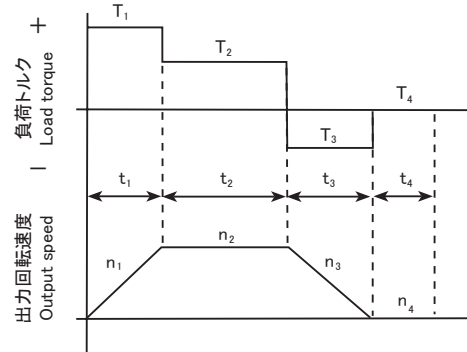 T₁
T₂
T₃
T₄
＋
負荷トルク
Load torque
－
t₁
t₂
t₃
t₄
出力回転速度
Output speed
n₁
n₂
n₃
n₄